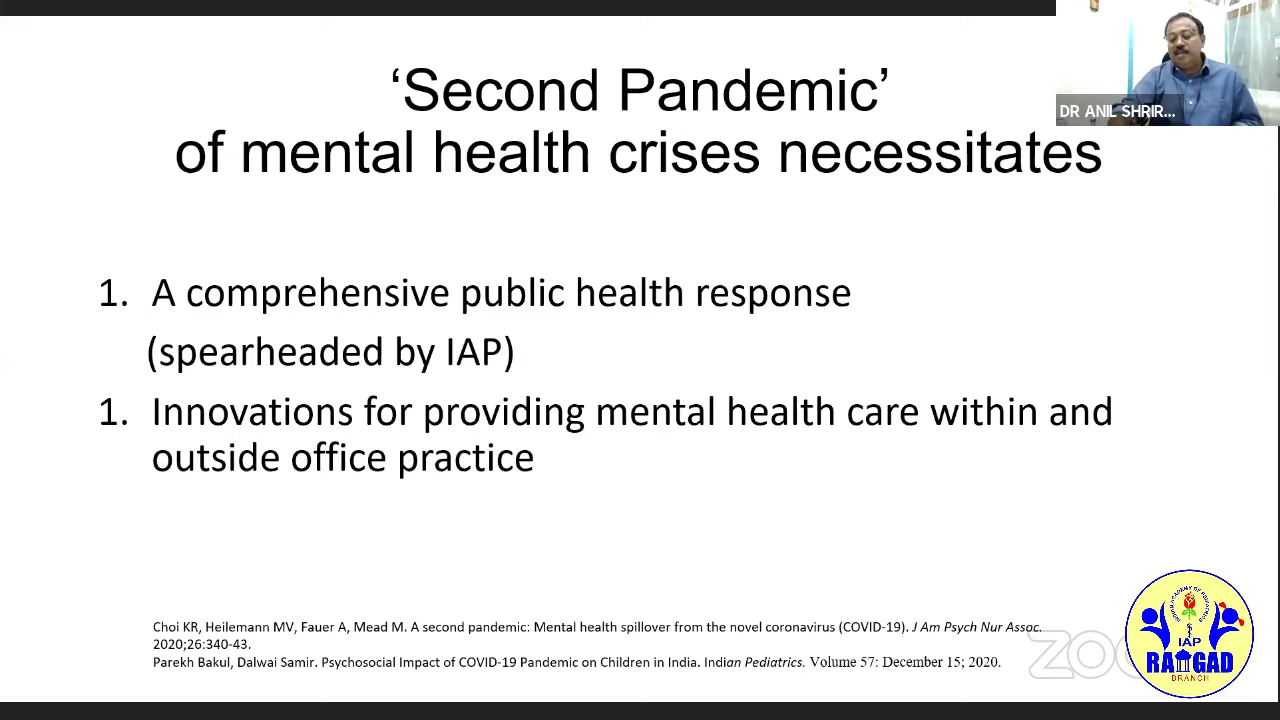 ‘Second Pandemic’
of mental health crises necessitates
DR ANIL SHRIR...
1. A comprehensive public health response
(spearheaded by IAP)
1. Innovations for providing mental health care within and
outside office practice
Choi KR, Heilemann MV, Fauer A, Mead M. A second pandemic: Mental health spillover from the novel coronavirus (COVID-19). J Am Psych Nur Assoc.
2020;26:340-43.
Parekh Bakul, Dalwai Samir. Psychosocial Impact of COVID-19 Pandemic on Children in India. Indian Pediatrics. Volume 57: December 15; 2020.
IAP
RAIGAD
BRANCH